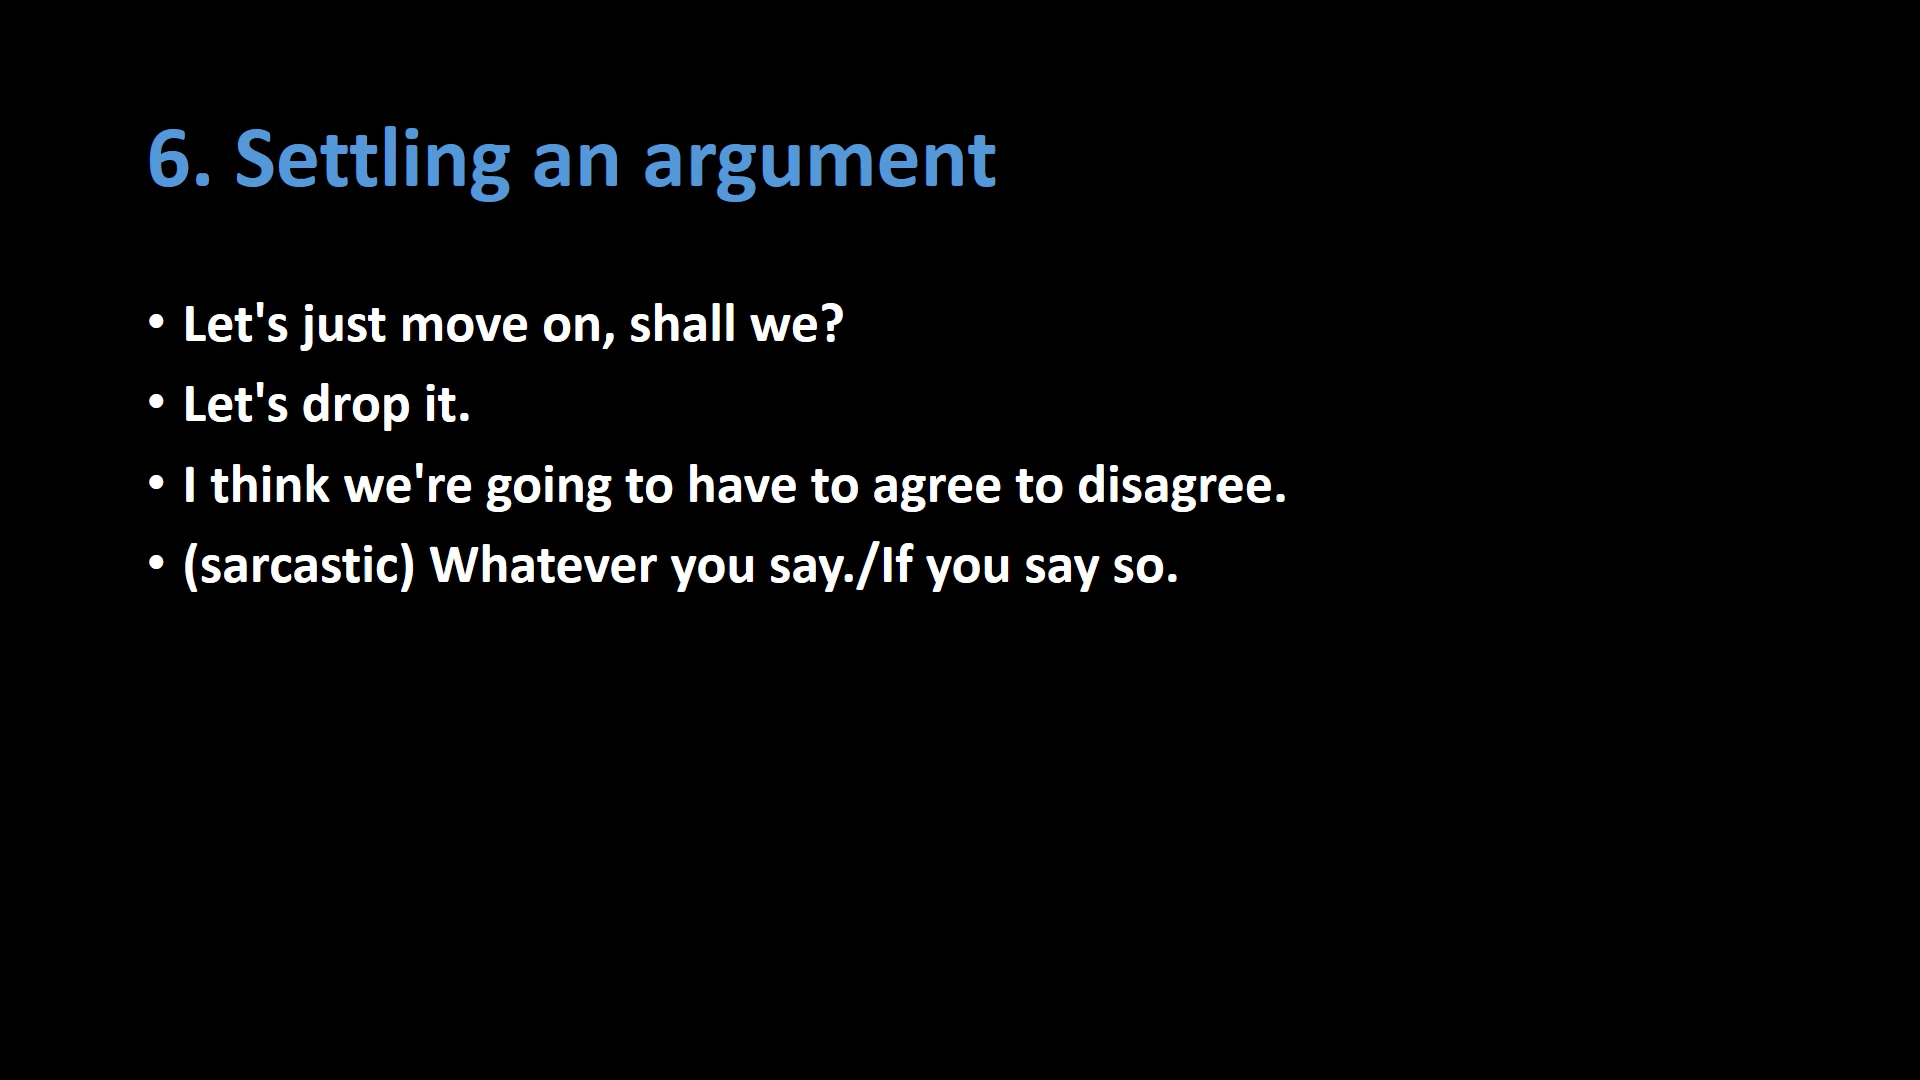 6. Settling an argument
• Let's just move on, shall we?
• Let's drop it.
• I think we're going to have to agree to disagree.
• (sarcastic) Whatever you say./If you say so.